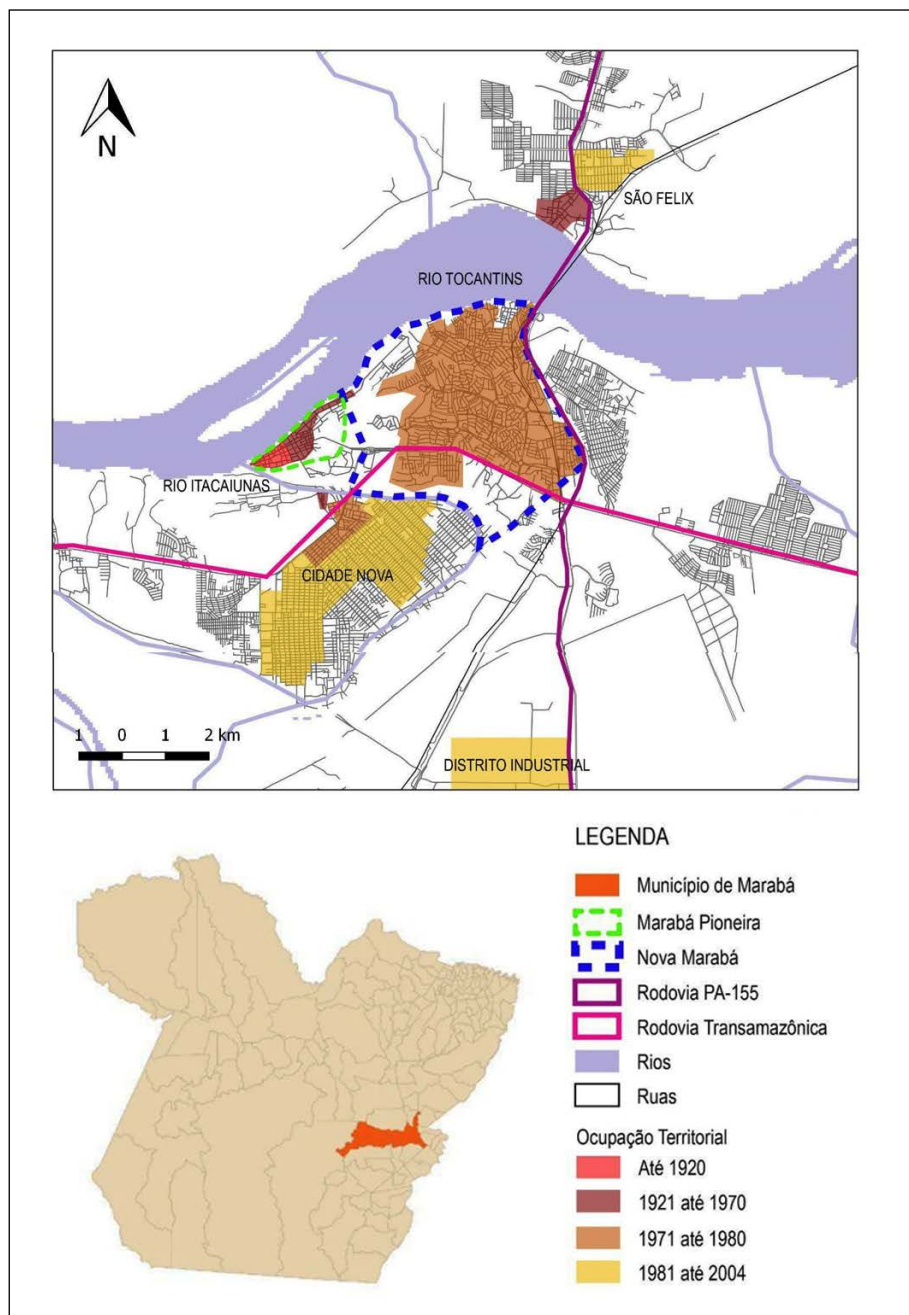 N
SÃO FELIX
RIO TOCANTINS
RIO ITACAIUNAS
CIDADE NOVA
1 0 1 2 km
DISTRITO INDUSTRIAL
LEGENDA
Município de Marabá
Marabá Pioneira
Nova Marabá
Rodovia PA-155
Rodovia Transamazônica
Rios
Ruas
Ocupação Territorial
Até 1920
1921 até 1970
1971 até 1980
1981 até 2004